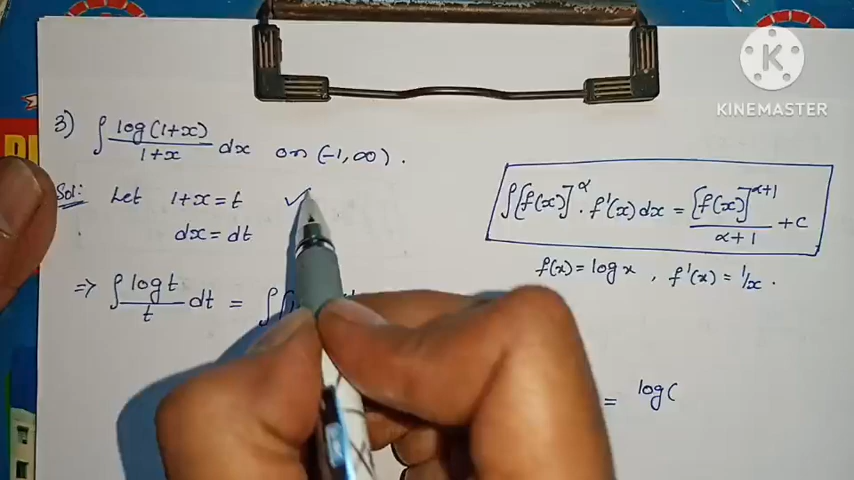 KINEMASTER
3) ∫ log(1+x)/1+x dx on (-1, ∞).
Sol: Let 1+x = t ✓
dx = dt
∫[f(x)]^α . f'(x) dx = [f(x)]^(α+1)/α+1 + c
f(x) = log x , f'(x) = 1/x .
=> ∫ log t/t dt = ∫
= log(